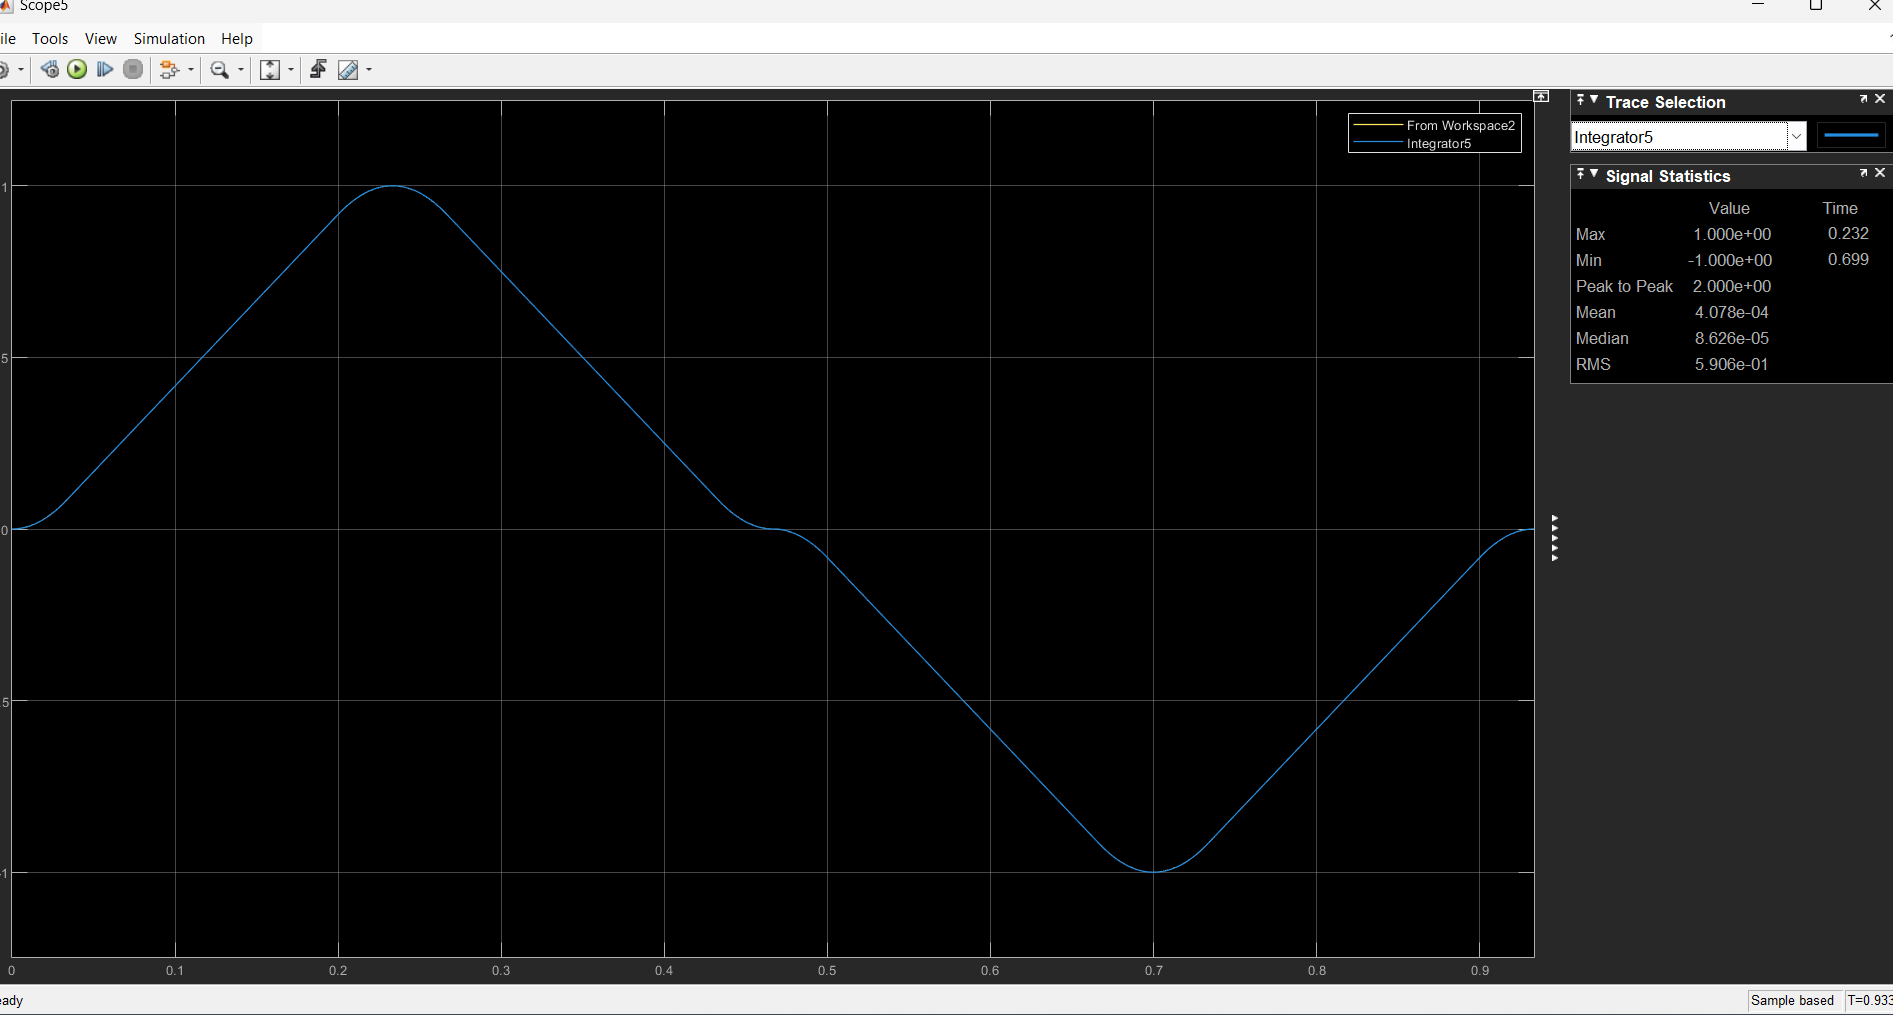 Scope5
ile Tools View Simulation Help
From Workspace2
Integrator5
Trace Selection
Integrator5
Signal Statistics
Value Time
Max 1.000e+00 0.232
Min -1.000e+00 0.699
Peak to Peak 2.000e+00
Mean 4.078e-04
Median 8.626e-05
RMS 5.906e-01
1
5
0
.5
-1
0 0.1 0.2 0.3 0.4 0.5 0.6 0.7 0.8 0.9
eady
Sample based T=0.933